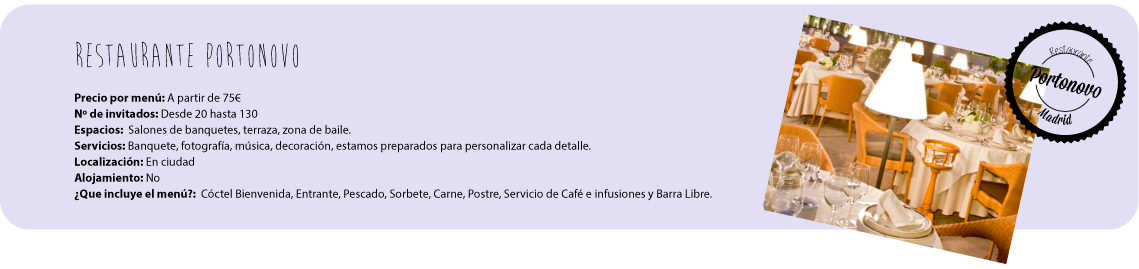 RESTAURANTE PORTONOVO
Precio por menú: A partir de 75€
Nº de invitados: Desde 20 hasta 130
Espacios: Salones de banquetes, terraza, zona de baile.
Servicios: Banquete, fotografía, música, decoración, estamos preparados para personalizar cada detalle.
Localización: En ciudad
Alojamiento: No
¿Que incluye el menú?: Cóctel Bienvenida, Entrante, Pescado, Sorbete, Carne, Postre, Servicio de Café e infusiones y Barra Libre.
Restaurante
Portonovo
Madrid